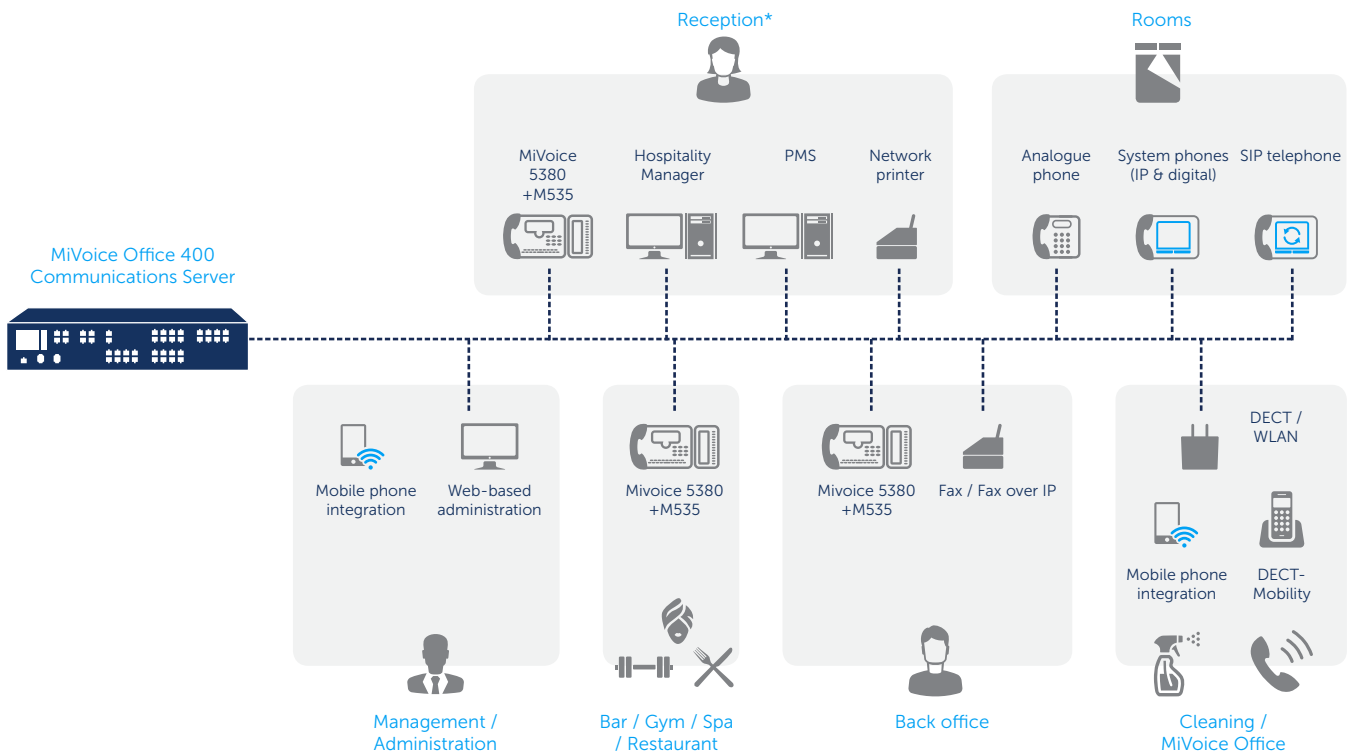 Reception*
Rooms
MiVoice
5380
+M535
Hospitality
Manager
PMS
Network
printer
Analogue
phone
System phones
(IP & digital)
SIP telephone
MiVoice Office 400
Communications Server
Mobile phone
integration
Web-based
administration
Mivoice 5380
+M535
Mivoice 5380
+M535
Fax / Fax over IP
DECT /
WLAN
Mobile phone
integration
DECT-
Mobility
Management /
Administration
Bar / Gym / Spa
/ Restaurant
Back office
Cleaning /
MiVoice Office